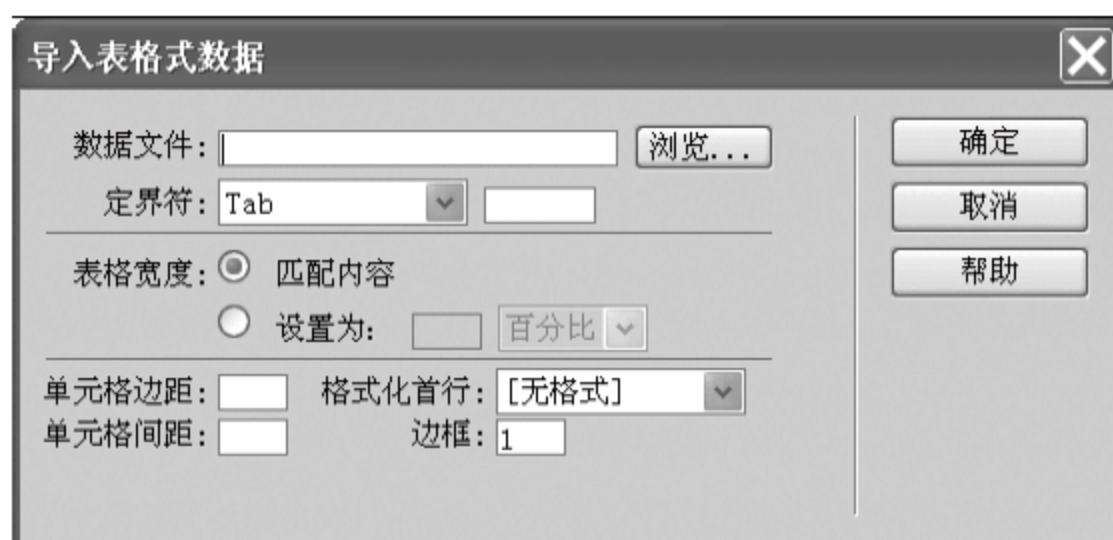 导入表格式数据
数据文件: 浏览... 确定
定界符: Tab 取消
表格宽度: 匹配内容 帮助
设置为: 百分比
单元格边距: 格式化首行: [无格式]
单元格间距: 边框: 1